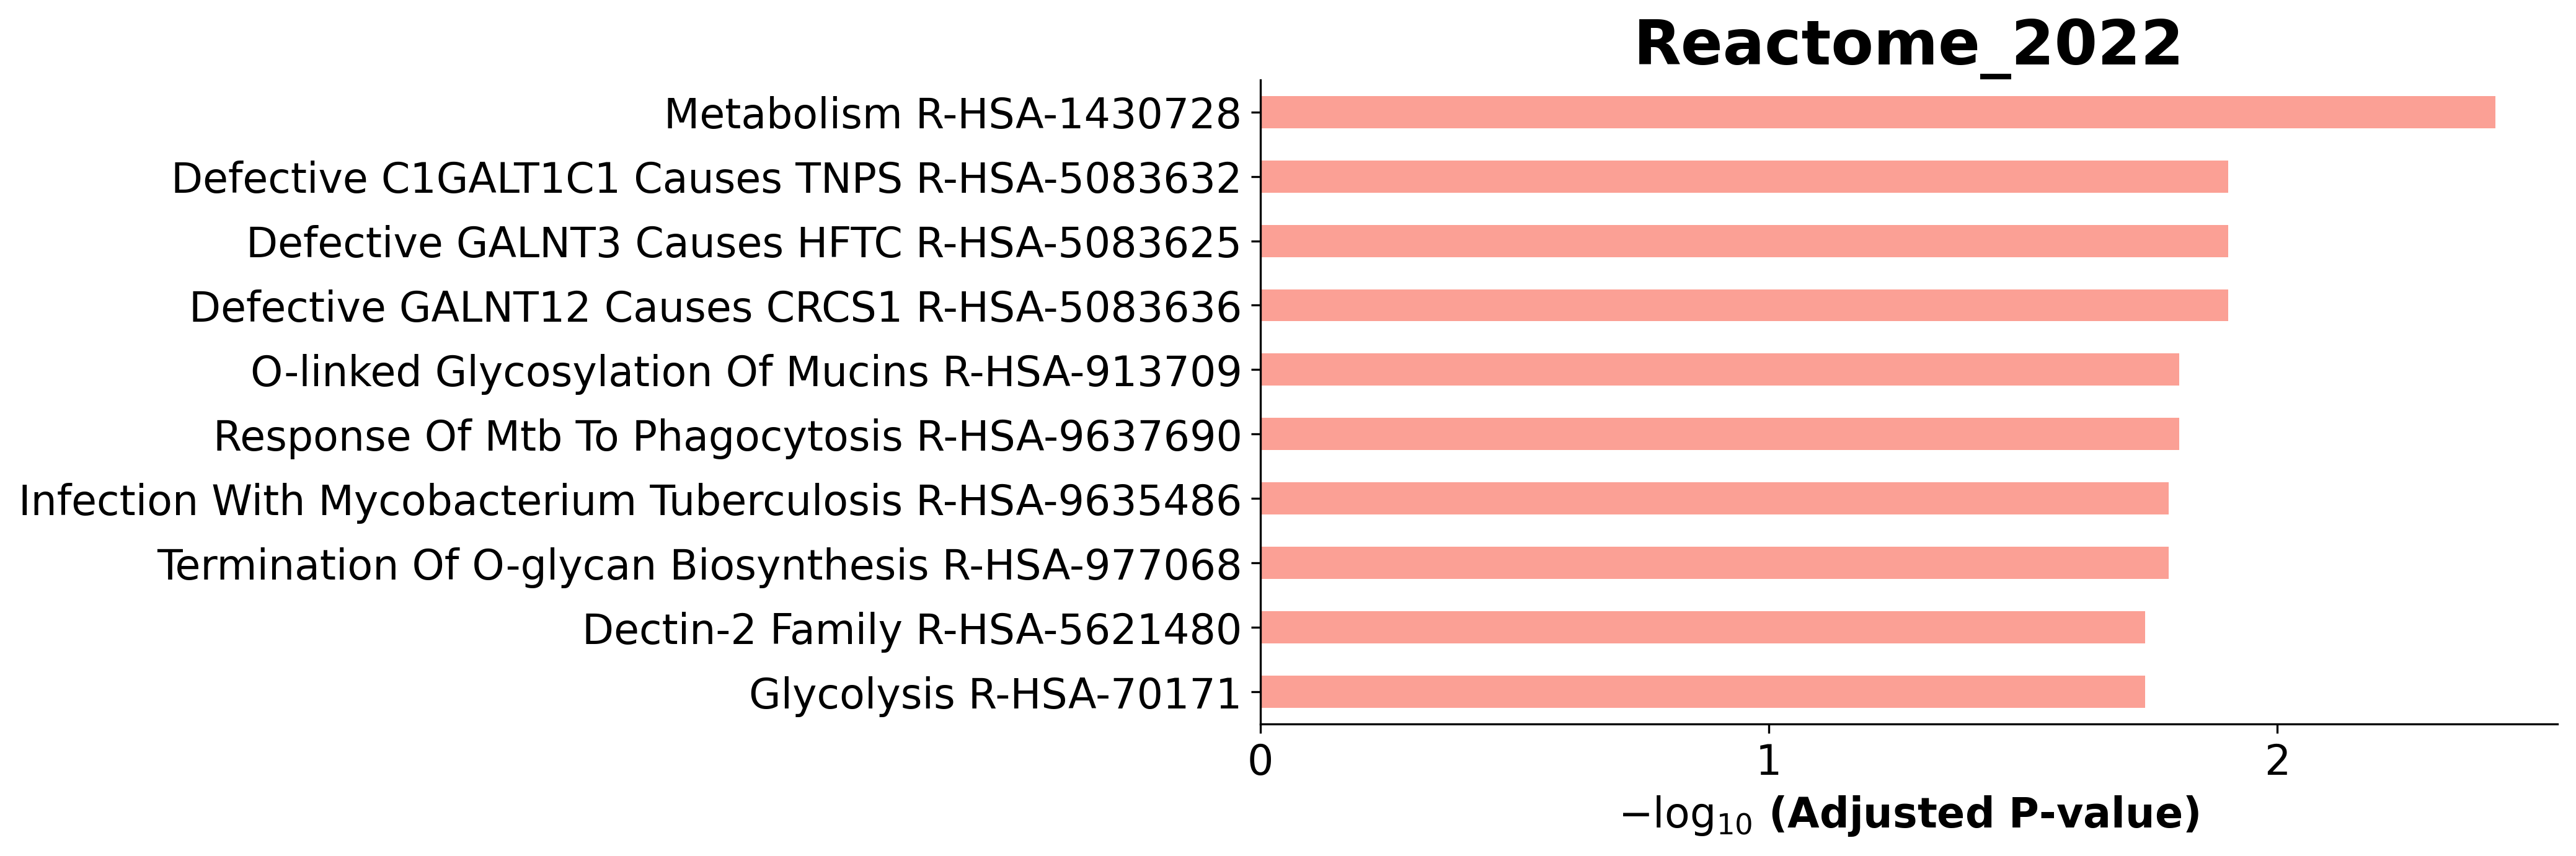 Reactome_2022
Metabolism R-HSA-1430728
Defective C1GALT1C1 Causes TNPS R-HSA-5083632
Defective GALNT3 Causes HFTC R-HSA-5083625
Defective GALNT12 Causes CRCS1 R-HSA-5083636
O-linked Glycosylation Of Mucins R-HSA-913709
Response Of Mtb To Phagocytosis R-HSA-9637690
Infection With Mycobacterium Tuberculosis R-HSA-9635486
Termination Of O-glycan Biosynthesis R-HSA-977068
Dectin-2 Family R-HSA-5621480
Glycolysis R-HSA-70171
0 1 2
−log₁₀ (Adjusted P-value)